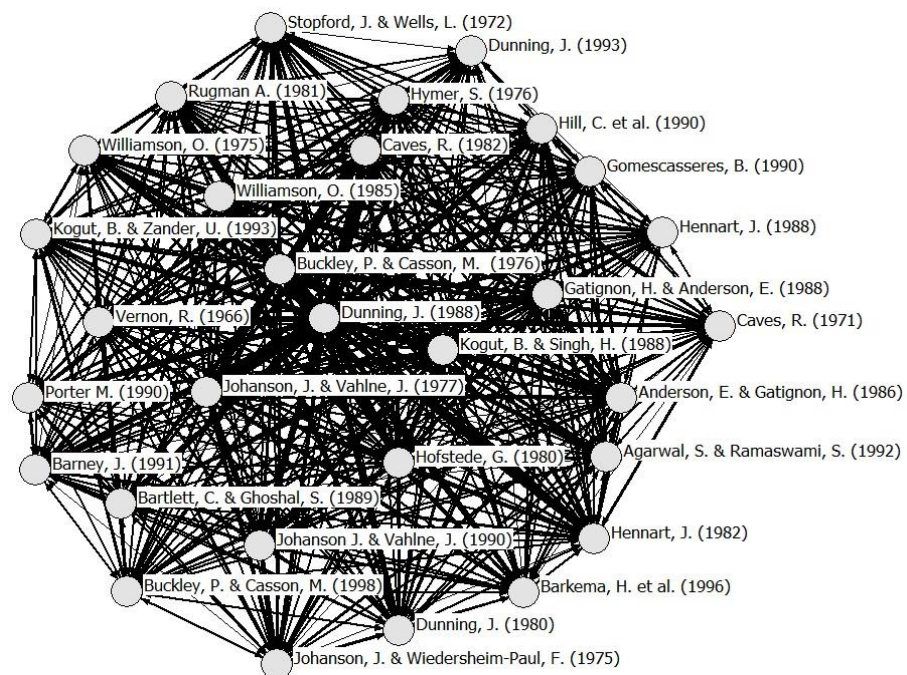 Stopford, J. & Wells, L. (1972)
Dunning, J. (1993)
Rugman A. (1981)
Hymer, S. (1976)
Hill, C. et al. (1990)
Williamson, O. (1975)
Caves, R. (1982)
Gomescasseres, B. (1990)
Williamson, O. (1985)
Kogut, B. & Zander, U. (1993)
Hennart, J. (1988)
Buckley, P. & Casson, M. (1976)
Gatignon, H. & Anderson, E. (1988)
Vernon, R. (1966)
Dunning, J. (1988)
Caves, R. (1971)
Kogut, B. & Singh, H. (1988)
Porter M. (1990)
Johanson, J. & Vahlne, J. (1977)
Anderson, E. & Gatignon, H. (1986)
Barney, J. (1991)
Hofstede, G. (1980)
Agarwal, S. & Ramaswami, S. (1992)
Bartlett, C. & Ghoshal, S. (1989)
Johanson J. & Vahlne, J. (1990)
Hennart, J. (1982)
Buckley, P. & Casson, M. (1998)
Barkema, H. et al. (1996)
Dunning, J. (1980)
Johanson, J. & Wiedersheim-Paul, F. (1975)